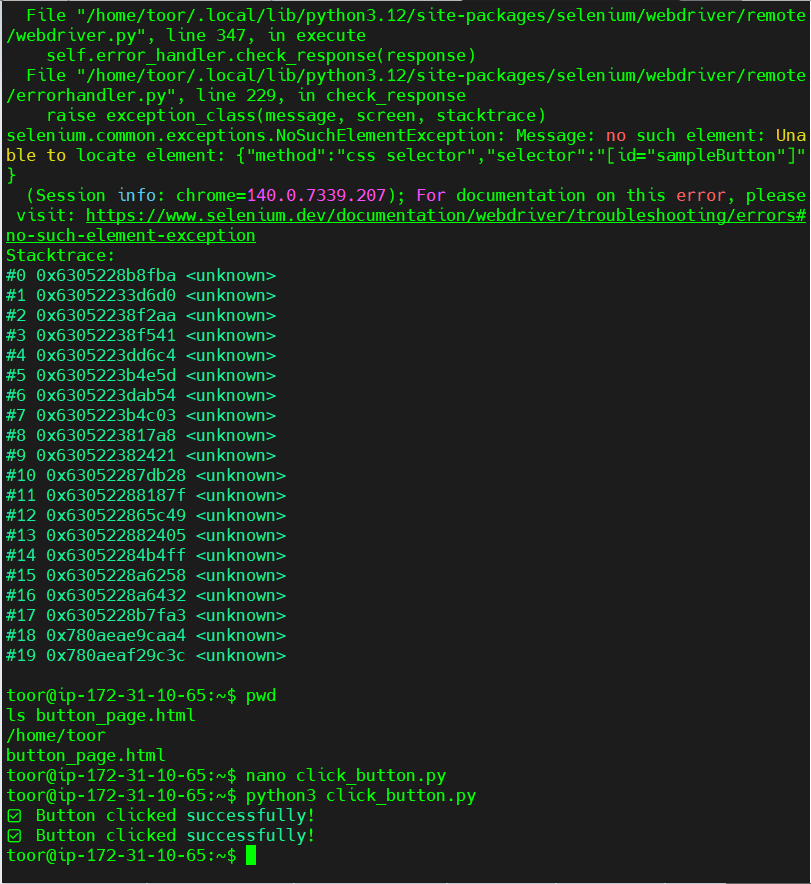 File "/home/toor/.local/lib/python3.12/site-packages/selenium/webdriver/remote
/webdriver.py", line 347, in execute
    self.error_handler.check_response(response)
  File "/home/toor/.local/lib/python3.12/site-packages/selenium/webdriver/remote
/errorhandler.py", line 229, in check_response
    raise exception_class(message, screen, stacktrace)
selenium.common.exceptions.NoSuchElementException: Message: no such element: Una
ble to locate element: {"method":"css selector","selector":"[id="sampleButton"]"
}
  (Session info: chrome=140.0.7339.207); For documentation on this error, please
 visit: https://www.selenium.dev/documentation/webdriver/troubleshooting/errors#
no-such-element-exception
Stacktrace:
#0 0x6305228b8fba <unknown>
#1 0x63052233d6d0 <unknown>
#2 0x63052238f2aa <unknown>
#3 0x63052238f541 <unknown>
#4 0x6305223dd6c4 <unknown>
#5 0x6305223b4e5d <unknown>
#6 0x6305223dab54 <unknown>
#7 0x6305223b4c03 <unknown>
#8 0x6305223817a8 <unknown>
#9 0x630522382421 <unknown>
#10 0x63052287db28 <unknown>
#11 0x63052288187f <unknown>
#12 0x630522865c49 <unknown>
#13 0x630522882405 <unknown>
#14 0x63052284b4ff <unknown>
#15 0x6305228a6258 <unknown>
#16 0x6305228a6432 <unknown>
#17 0x6305228b7fa3 <unknown>
#18 0x780aeae9caa4 <unknown>
#19 0x780aeaf29c3c <unknown>

toor@ip-172-31-10-65:~$ pwd
ls button_page.html
/home/toor
button_page.html
toor@ip-172-31-10-65:~$ nano click_button.py
toor@ip-172-31-10-65:~$ python3 click_button.py
☑ Button clicked successfully!
☑ Button clicked successfully!
toor@ip-172-31-10-65:~$